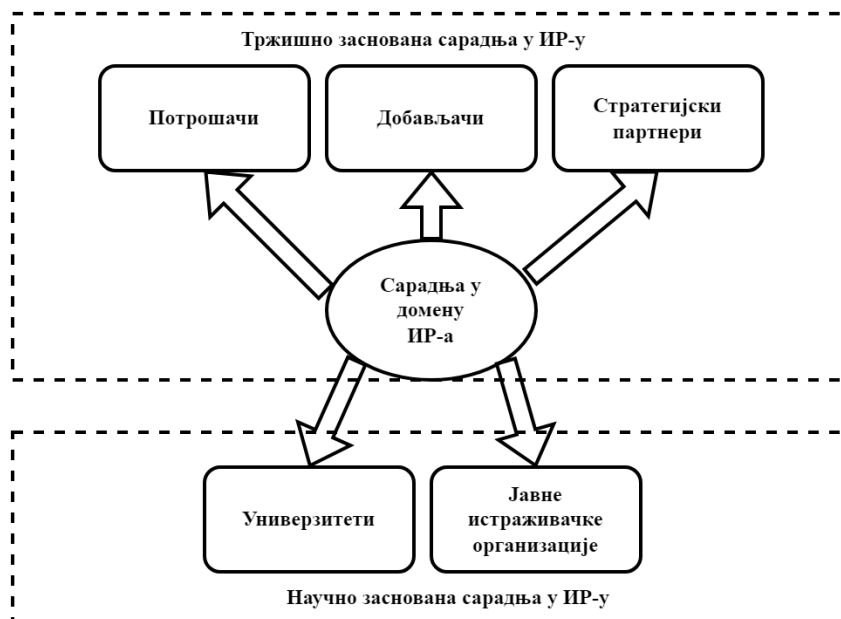 Тржишно заснована сарадња у ИР-у
Потрошачи
Добављачи
Стратегијски
партнери
Сарадња у
домену
ИР-а
Универзитети
Јавне
истраживачке
организације
Научно заснована сарадња у ИР-у